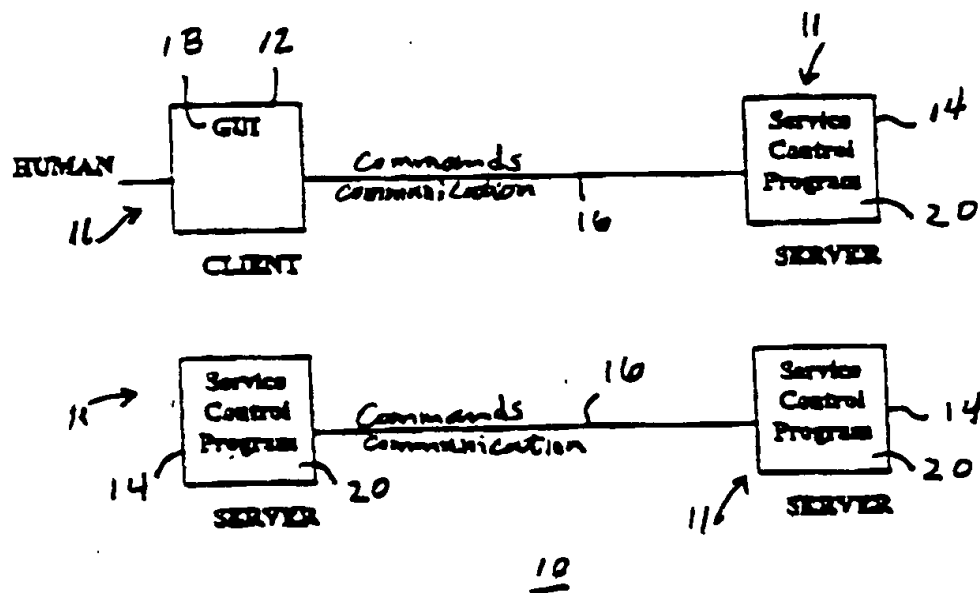 18 12 11
GUI
Service
Control
Program
14
20
HUMAN
Commands
communication
16
11
CLIENT
SERVER
Service
Control
Program
14
20
SERVER
11
Commands
communication
16
Service
Control
Program
14
20
SERVER
11
10